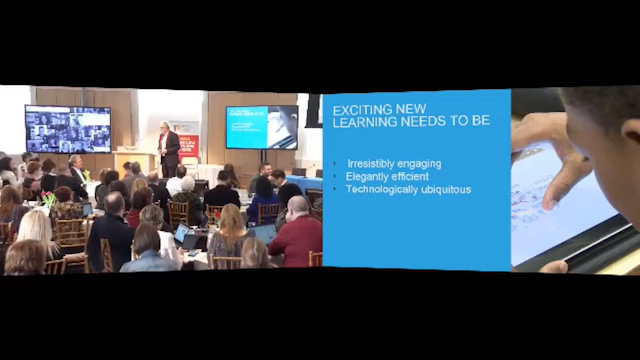 EXCITING NEW
LEARNING NEEDS TO BE
• Irresistibly engaging
• Elegantly efficient
• Technologically ubiquitous